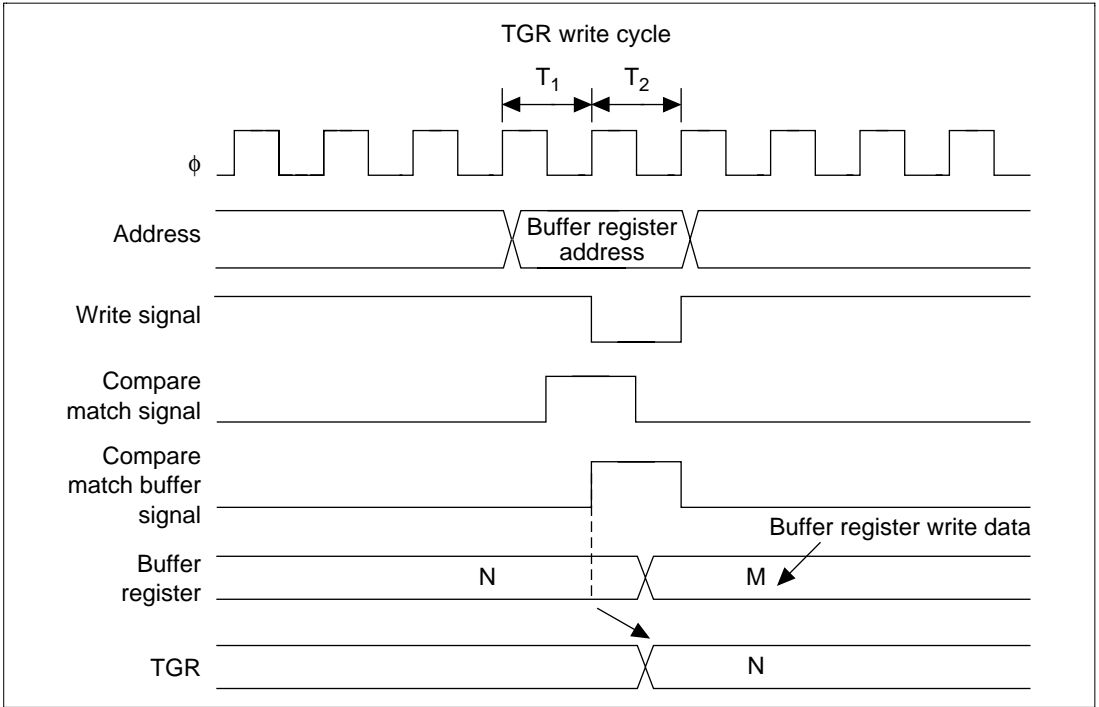 TGR write cycle
T1 T2
ϕ
Address
Buffer register
address
Write signal
Compare
match signal
Compare
match buffer
signal
Buffer register write data
Buffer
register
N M
TGR
N